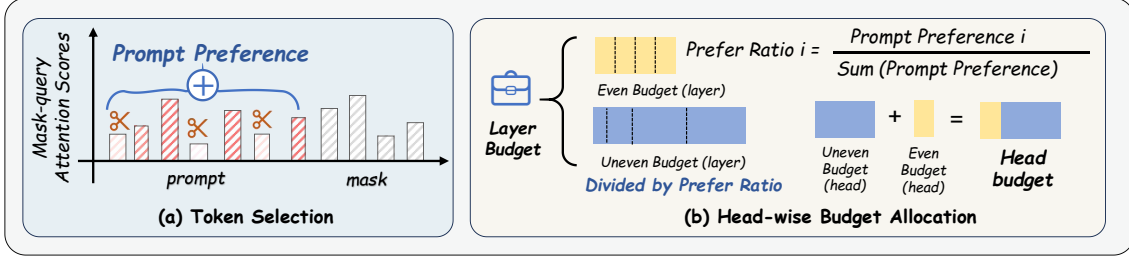 Mask-query
Attention Scores
Prompt Preference
prompt
mask
(a) Token Selection
Layer
Budget
Even Budget (layer)
Uneven Budget (layer)
Divided by Prefer Ratio
Prefer Ratio i =
Prompt Preference i
Sum (Prompt Preference)
+
=
Uneven
Budget
(head)
Even
Budget
(head)
Head
budget
(b) Head-wise Budget Allocation